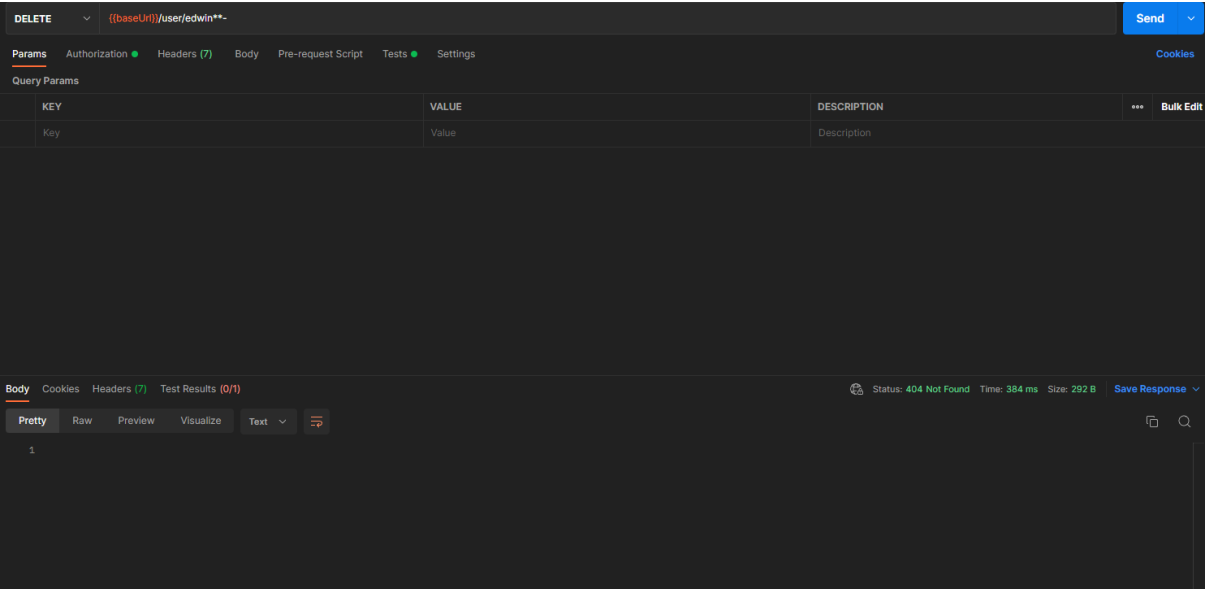 DELETE {{baseUrl}}/user/edwin**- Send
Params Authorization Headers (7) Body Pre-request Script Tests Settings Cookies
Query Params
KEY VALUE DESCRIPTION ooo Bulk Edit
Key Value Description
Body Cookies Headers (7) Test Results (0/1) Status: 404 Not Found Time: 384 ms Size: 292 B Save Response
Pretty Raw Preview Visualize Text
1